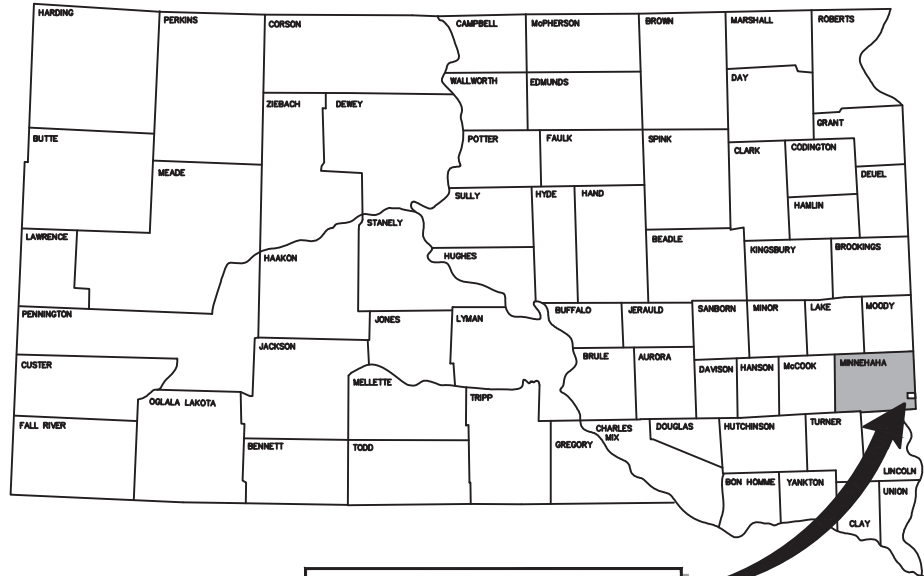 HARDING
PERKINS
CORSON
CAMPBELL
McPHERSON
BROWN
MARSHALL
ROBERTS
WALLWORTH
EDMUNDS
DAY
ZIEBACH
DEWEY
GRANT
BUTTE
POTTER
FAULK
SPINK
CLARK
CODINGTON
MEADE
DEUEL
SULLY
HYDE
HAND
HAMLIN
STANELY
LAWRENCE
BEADLE
HAAKON
HUGHES
KINGSBURY
BROOKINGS
PENNINGTON
JONES
LYMAN
BUFFALO
JERAULD
SANBORN
MINOR
LAKE
MOODY
JACKSON
CUSTER
BRULE
AURORA
DAVISON
HANSON
McCOOK
MINNEHAHA
MELLETTE
OGLALA LAKOTA
TRIPP
FALL RIVER
CHARLES
MIX
DOUGLAS
HUTCHINSON
TURNER
BENNETT
TODD
GREGORY
LINCOLN
BON HOMME
YANKTON
UNION
CLAY